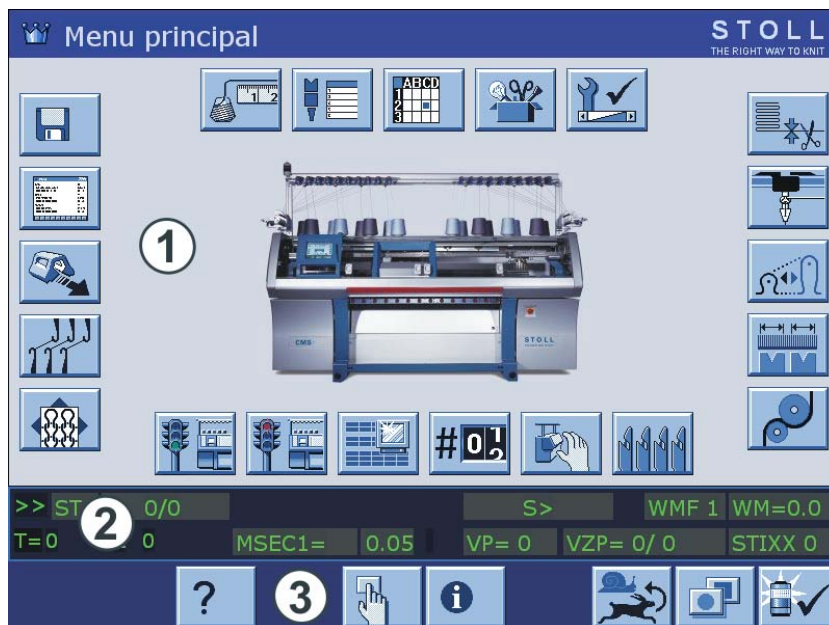 Menu principal
STOLL
THE RIGHT WAY TO KNIT
1 2
ABCD
1
2
3
1
CMS
STOLL
#012
>> ST 0/0 S> WMF 1 WM=0.0
2
T=0 0 MSEC1= 0.05 VP= 0 VZP= 0/ 0 STIXX 0
? 3 i